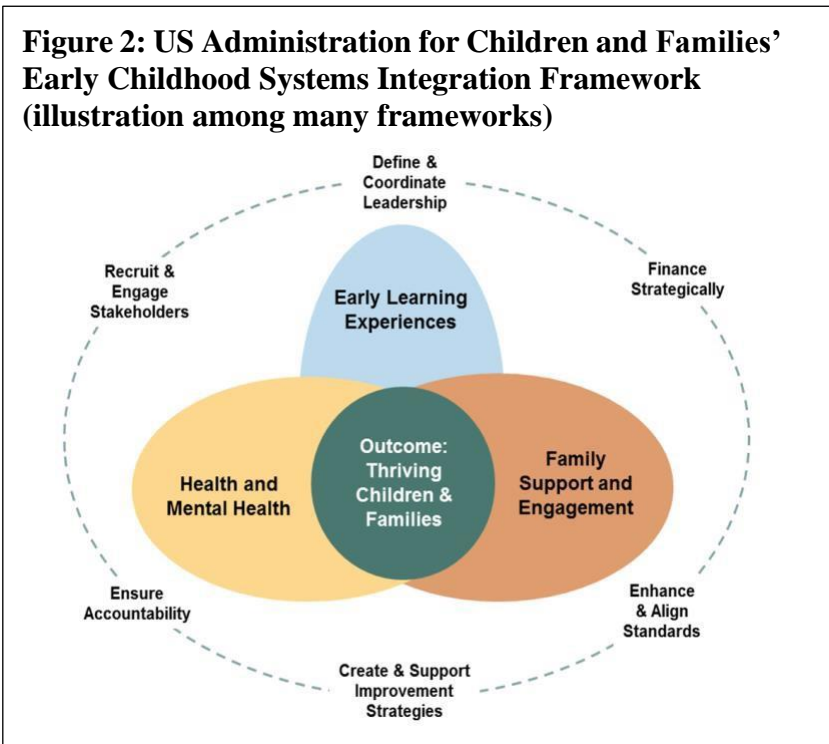 Figure 2: US Administration for Children and Families’
Early Childhood Systems Integration Framework
(illustration among many frameworks)
Define &
Coordinate
Leadership
Recruit &
Engage
Stakeholders
Finance
Strategically
Early Learning
Experiences
Health and
Mental Health
Outcome:
Thriving
Children &
Families
Family
Support and
Engagement
Ensure
Accountability
Enhance
& Align
Standards
Create & Support
Improvement
Strategies